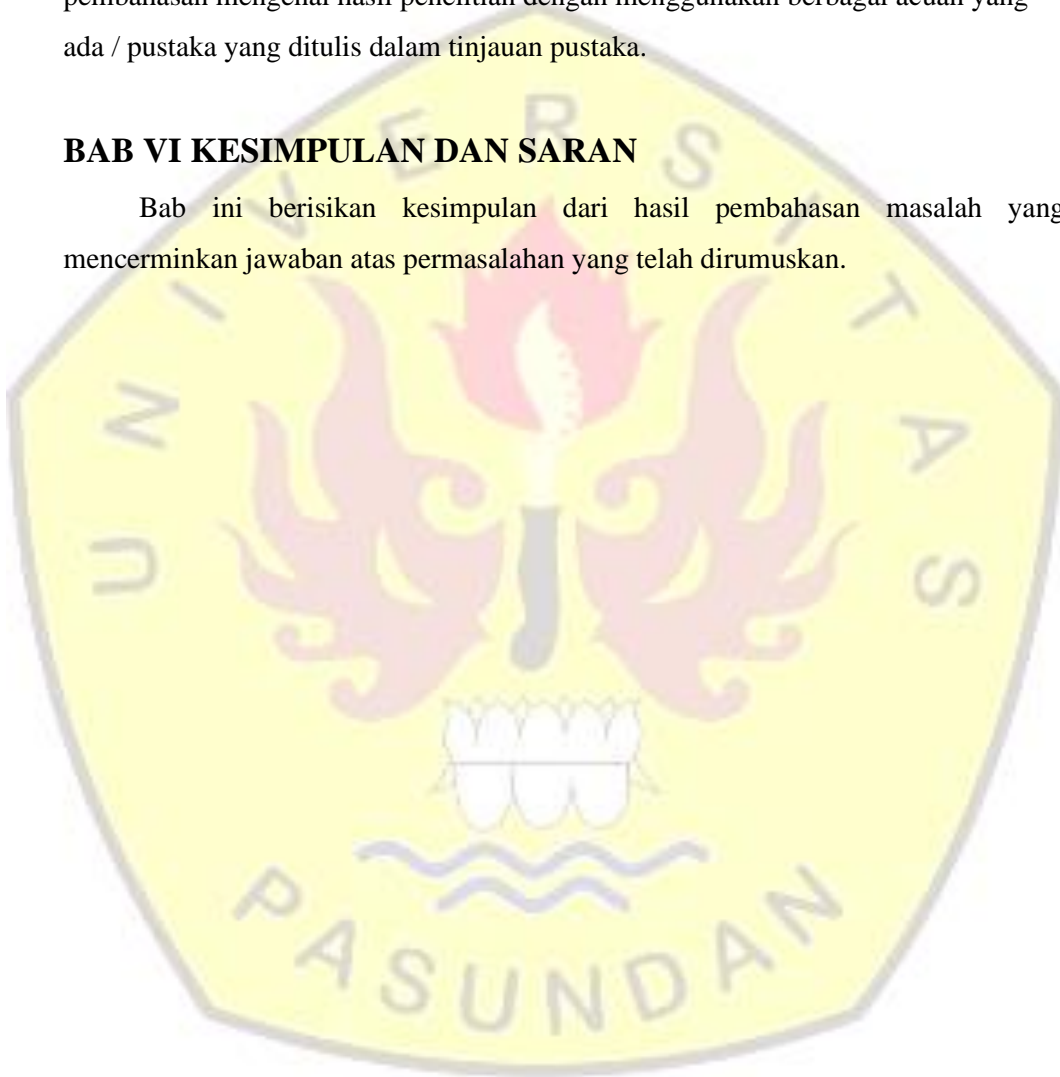 pembahasan mengenai hasil penelitian dengan menggunakan berbagai acuan yang
ada / pustaka yang ditulis dalam tinjauan pustaka.
BAB VI KESIMPULAN DAN SARAN
Bab ini berisikan kesimpulan dari hasil pembahasan masalah yang
mencerminkan jawaban atas permasalahan yang telah dirumuskan.
UNIVERSITAS
PASUNDAN